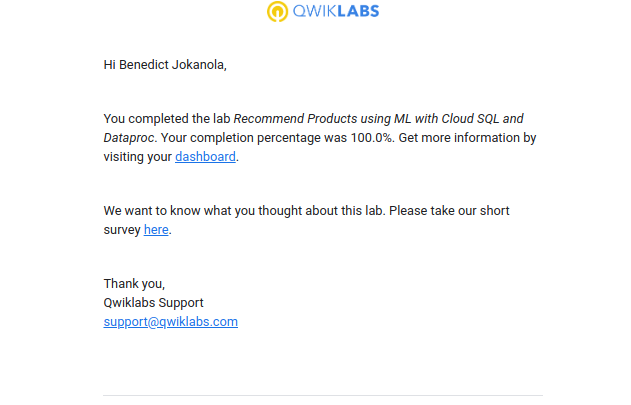 QWIKLABS
Hi Benedict Jokanola,
You completed the lab Recommend Products using ML with Cloud SQL and
Dataproc. Your completion percentage was 100.0%. Get more information by
visiting your dashboard.
We want to know what you thought about this lab. Please take our short
survey here.
Thank you,
Qwiklabs Support
support@qwiklabs.com